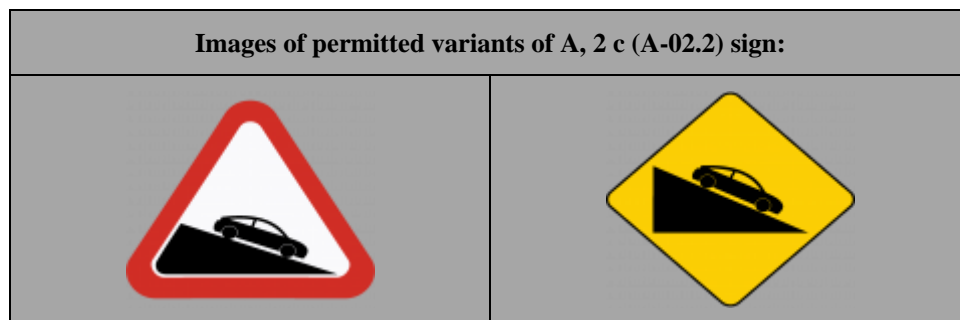 Images of permitted variants of A, 2 c (A-02.2) sign: